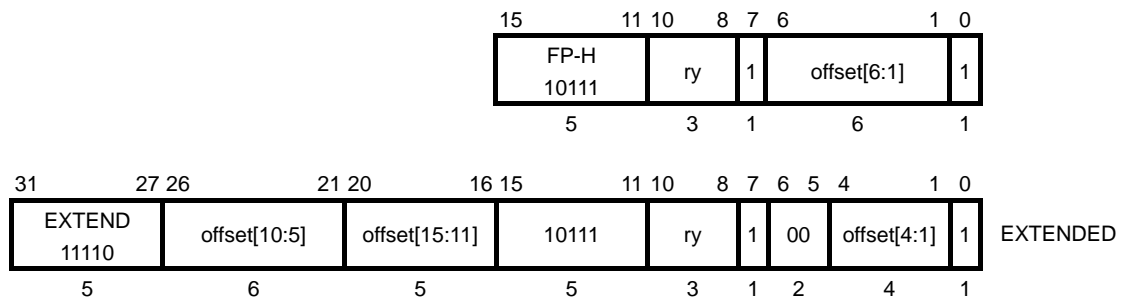 15 11 10 8 7 6 1 0
FP-H 10111 ry 1 offset[6:1] 1
5 3 1 6 1
31 27 26 21 20 16 15 11 10 8 7 6 5 4 1 0
EXTEND 11110 offset[10:5] offset[15:11] 10111 ry 1 00 offset[4:1] 1 EXTENDED
5 6 5 5 3 1 2 4 1